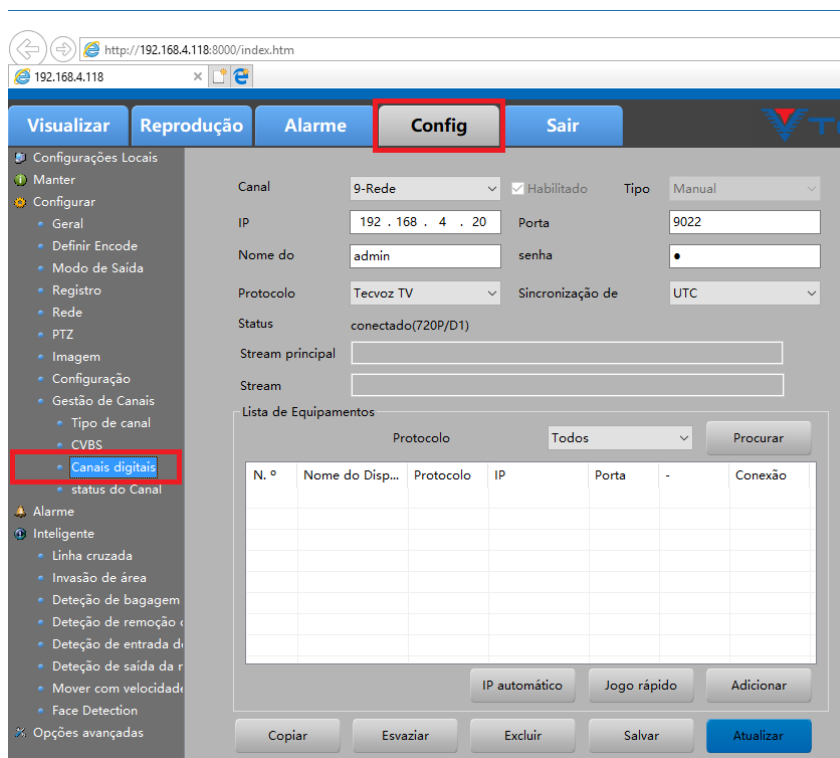 http://192.168.4.118:8000/index.htm
192.168.4.118
Visualizar Reprodução Alarme Config Sair
Configurações Locais
Manter
Configurar
Geral
Definir Encode
Modo de Saída
Registro
Rede
PTZ
Imagem
Configuração
Gestão de Canais
Tipo de canal
CVBS
Canais digitais
status do Canal
Alarme
Inteligente
Linha cruzada
Invasão de área
Deteção de bagagem
Deteção de remoção
Deteção de entrada d
Deteção de saída da r
Mover com velocidade
Face Detection
Opções avançadas
Canal 9-Rede Habilitado Tipo Manual
IP 192 . 168 . 4 . 20 Porta 9022
Nome do admin senha ●
Protocolo Tecvoz TV Sincronização de UTC
Status conectado(720P/D1)
Stream principal
Stream
Lista de Equipamentos
Protocolo Todos Procurar
N. º Nome do Disp... Protocolo IP Porta - Conexão
IP automático Jogo rápido Adicionar
Copiar Esvaziar Excluir Salvar Atualizar